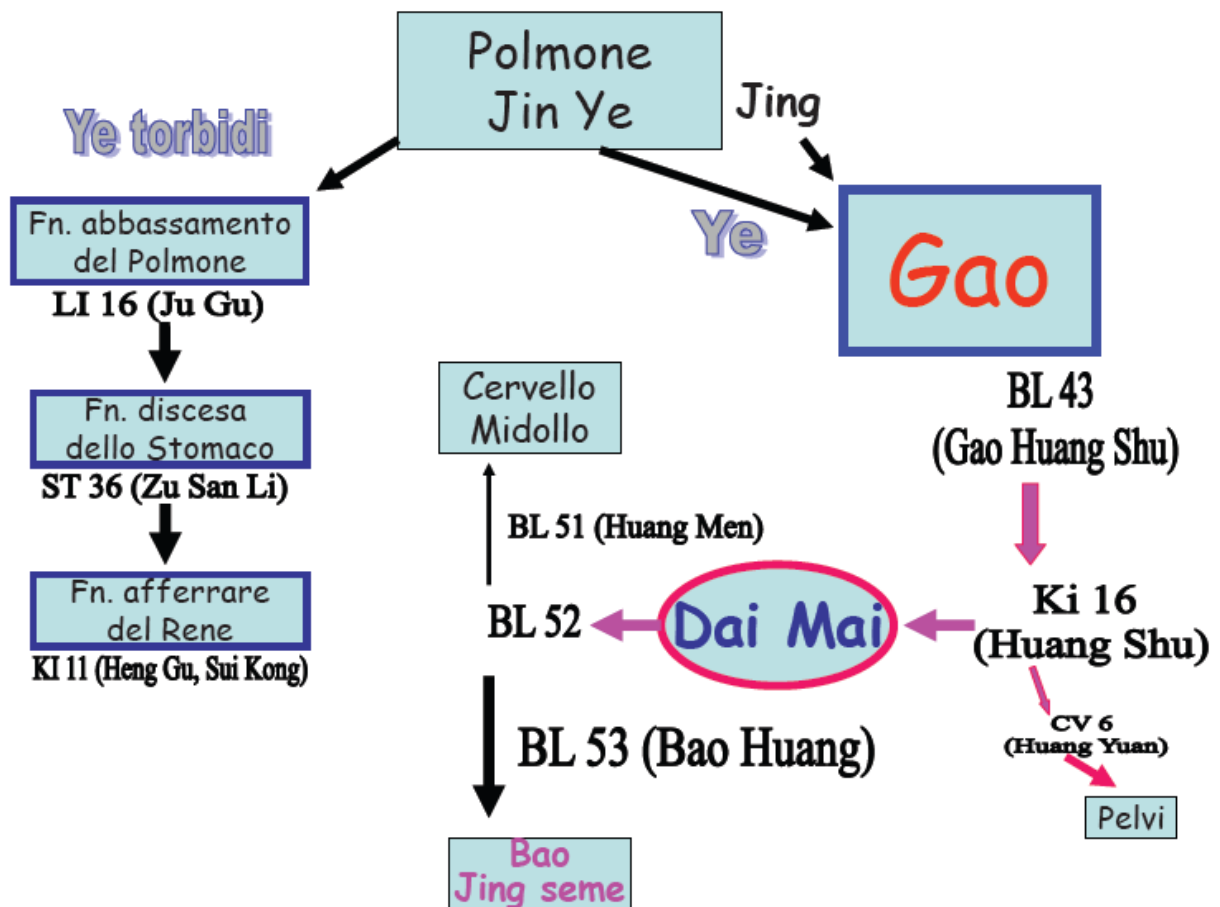 Polmone
Jin Ye
Jing
Ye torbidi
Fn. abbassamento
del Polmone
LI 16 (Ju Gu)
Fn. discesa
dello Stomaco
ST 36 (Zu San Li)
Fn. afferrare
del Rene
KI 11 (Heng Gu, Sui Kong)
Ye
Gao
BL 43
(Gao Huang Shu)
Cervello
Midollo
BL 51 (Huang Men)
BL 52
Dai Mai
Ki 16
(Huang Shu)
CV 6
(Huang Yuan)
Pelvi
BL 53 (Bao Huang)
Bao
Jing seme